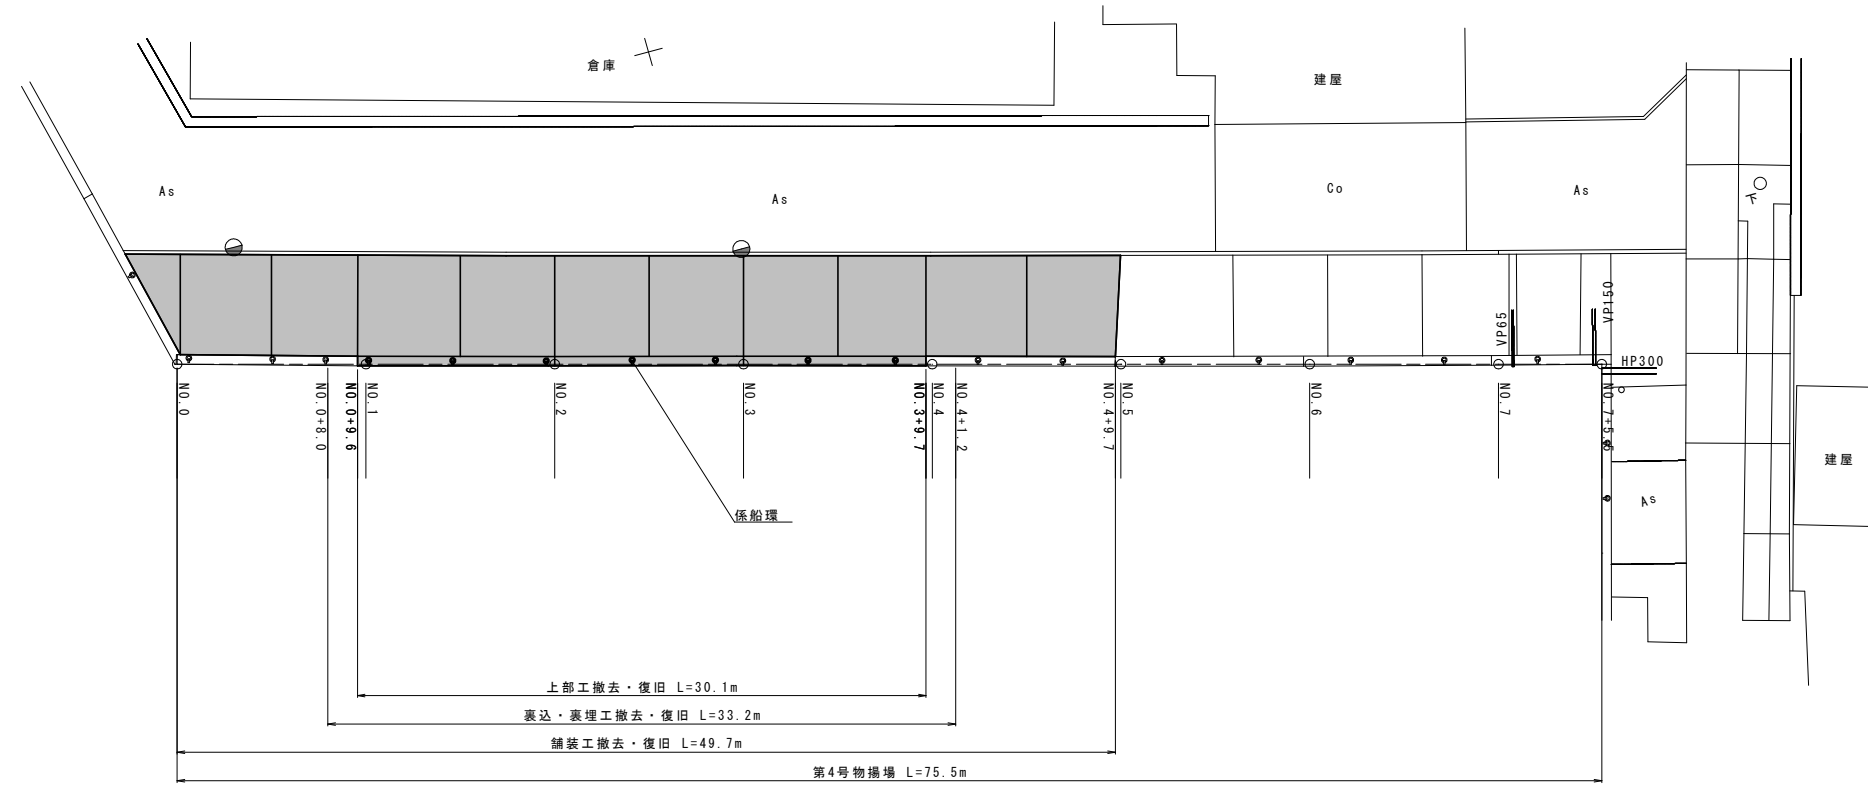 倉庫
建屋
As
As
Co
As
K
VP65
VP150
HP300
NO.0
NO.0+8.0
NO.0+9.6
NO.1
NO.2
NO.3
NO.3+9.7
NO.4
NO.4+1.2
NO.4+9.7
NO.5
NO.6
NO.7
NO.7+5.5
建屋
As
係船環
上部工撤去・復旧 L=30.1m
裏込・裏埋工撤去・復旧 L=33.2m
舗装工撤去・復旧 L=49.7m
第4号物揚場 L=75.5m